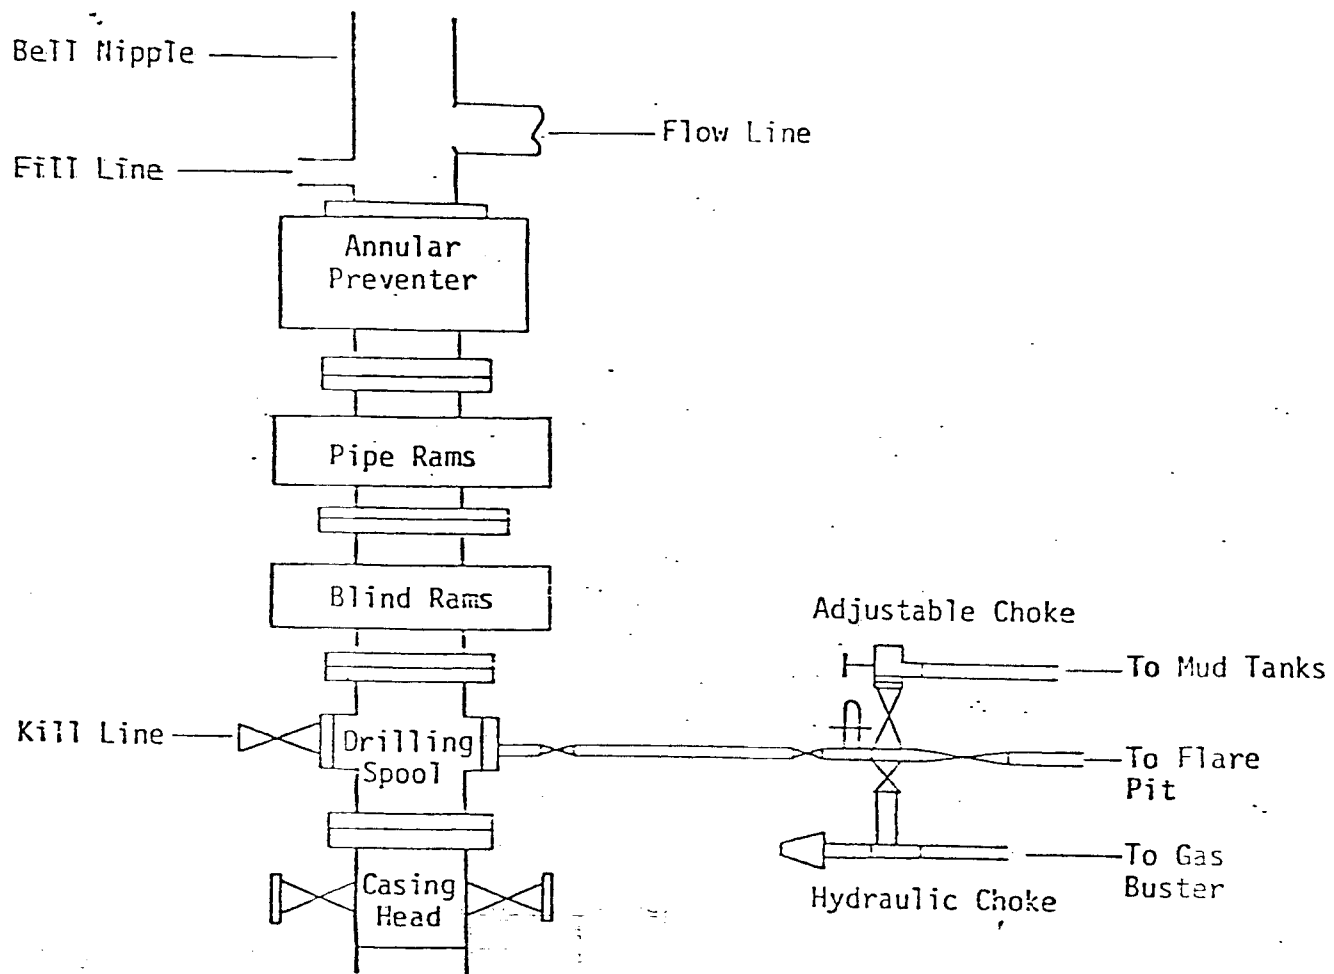 Bell Nipple
Flow Line
Fill Line
Annular
Preventer
Pipe Rams
Blind Rams
Adjustable Choke
To Mud Tanks
Kill Line
Drilling
Spool
To Flare
Pit
To Gas
Buster
Casing
Head
Hydraulic Choke